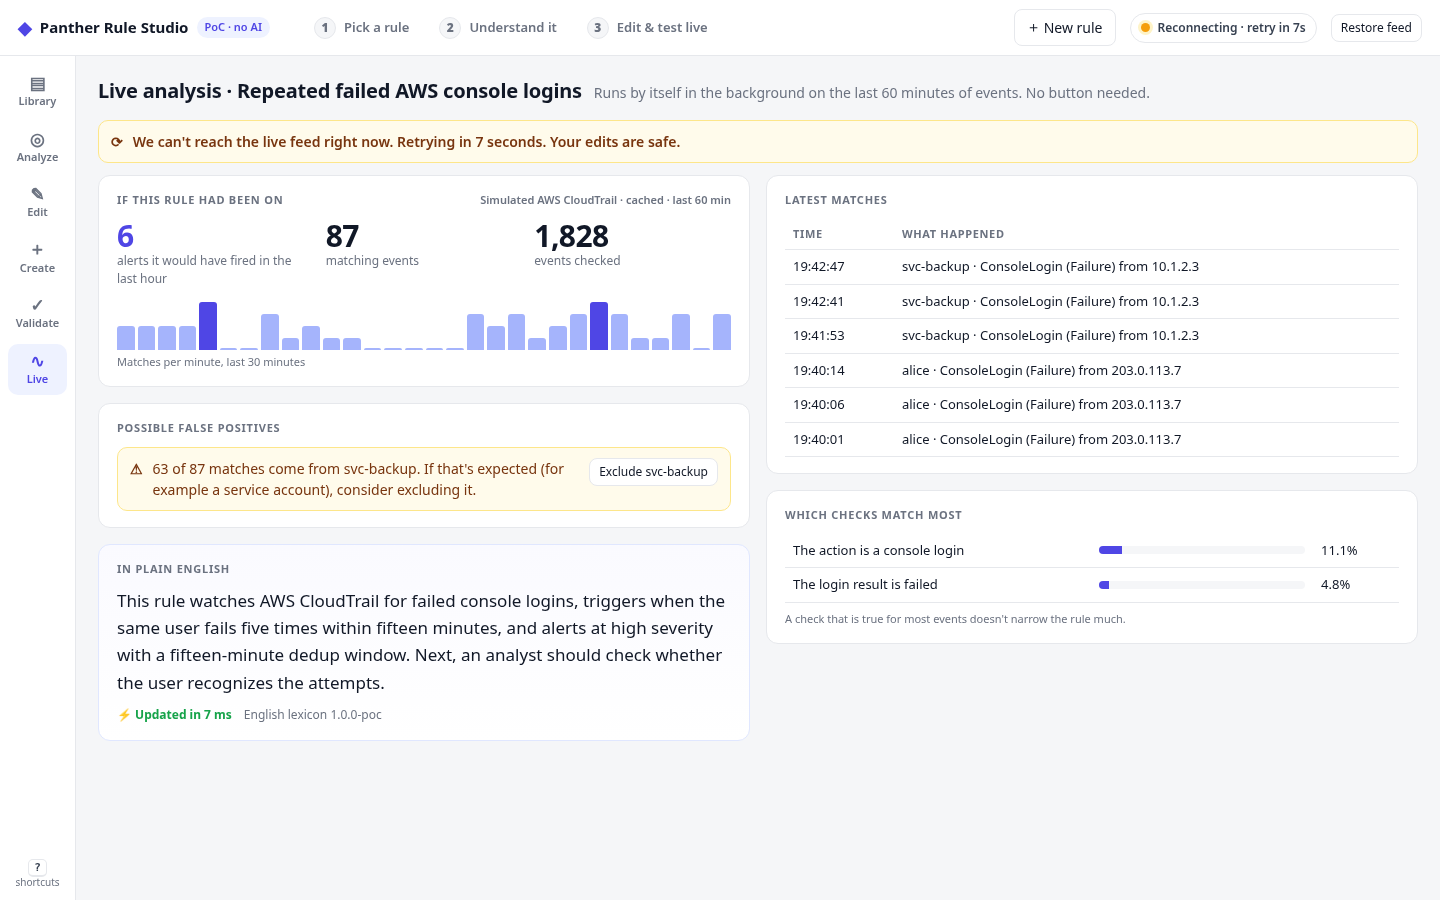 Panther Rule Studio PoC · no AI 1 Pick a rule 2 Understand it 3 Edit & test live + New rule Reconnecting · retry in 7s Restore feed
Library
Analyze
Edit
Create
Validate
Live
? shortcuts
Live analysis · Repeated failed AWS console logins Runs by itself in the background on the last 60 minutes of events. No button needed.
We can't reach the live feed right now. Retrying in 7 seconds. Your edits are safe.
IF THIS RULE HAD BEEN ON Simulated AWS CloudTrail · cached · last 60 min
6 87 1,828
alerts it would have fired in the matching events events checked
last hour
Matches per minute, last 30 minutes
POSSIBLE FALSE POSITIVES
63 of 87 matches come from svc-backup. If that's expected (for Exclude svc-backup
example a service account), consider excluding it.
IN PLAIN ENGLISH
This rule watches AWS CloudTrail for failed console logins, triggers when the
same user fails five times within fifteen minutes, and alerts at high severity
with a fifteen-minute dedup window. Next, an analyst should check whether
the user recognizes the attempts.
⚡ Updated in 7 ms English lexicon 1.0.0-poc
LATEST MATCHES
TIME WHAT HAPPENED
19:42:47 svc-backup · ConsoleLogin (Failure) from 10.1.2.3
19:42:41 svc-backup · ConsoleLogin (Failure) from 10.1.2.3
19:41:53 svc-backup · ConsoleLogin (Failure) from 10.1.2.3
19:40:14 alice · ConsoleLogin (Failure) from 203.0.113.7
19:40:06 alice · ConsoleLogin (Failure) from 203.0.113.7
19:40:01 alice · ConsoleLogin (Failure) from 203.0.113.7
WHICH CHECKS MATCH MOST
The action is a console login 11.1%
The login result is failed 4.8%
A check that is true for most events doesn't narrow the rule much.